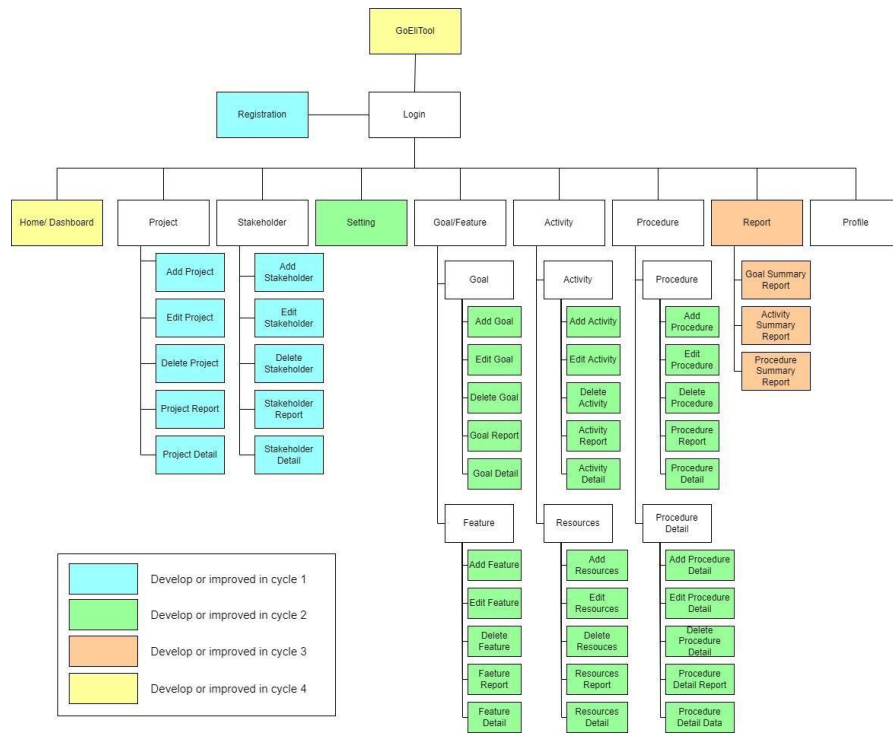 GoEliTool
Registration
Login
Home/ Dashboard
Project
Stakeholder
Setting
Goal/Feature
Activity
Procedure
Report
Profile
Add Project
Edit Project
Delete Project
Project Report
Project Detail
Add
Stakeholder
Edit
Stakeholder
Delete
Stakeholder
Stakeholder
Report
Stakeholder
Detail
Goal
Add Goal
Edit Goal
Delete Goal
Goal Report
Goal Detail
Feature
Add Feature
Edit Feature
Delete
Feature
Faeture
Report
Feature
Detail
Activity
Add Activity
Edit Activity
Delete
Activity
Activity
Report
Activity
Detail
Resources
Add
Resources
Edit
Resources
Delete
Resouces
Resources
Report
Resources
Detail
Procedure
Add
Procedure
Edit
Procedure
Delete
Procedure
Procedure
Report
Procedure
Detail
Procedure
Detail
Add Procedure
Detail
Edit Procedure
Detail
Delete
Procedure
Detail
Procedure
Detail Report
Procedure
Detail Data
Goal Summary
Report
Activity
Summary
Report
Procedure
Summary
Report
Develop or improved in cycle 1
Develop or improved in cycle 2
Develop or improved in cycle 3
Develop or improved in cycle 4